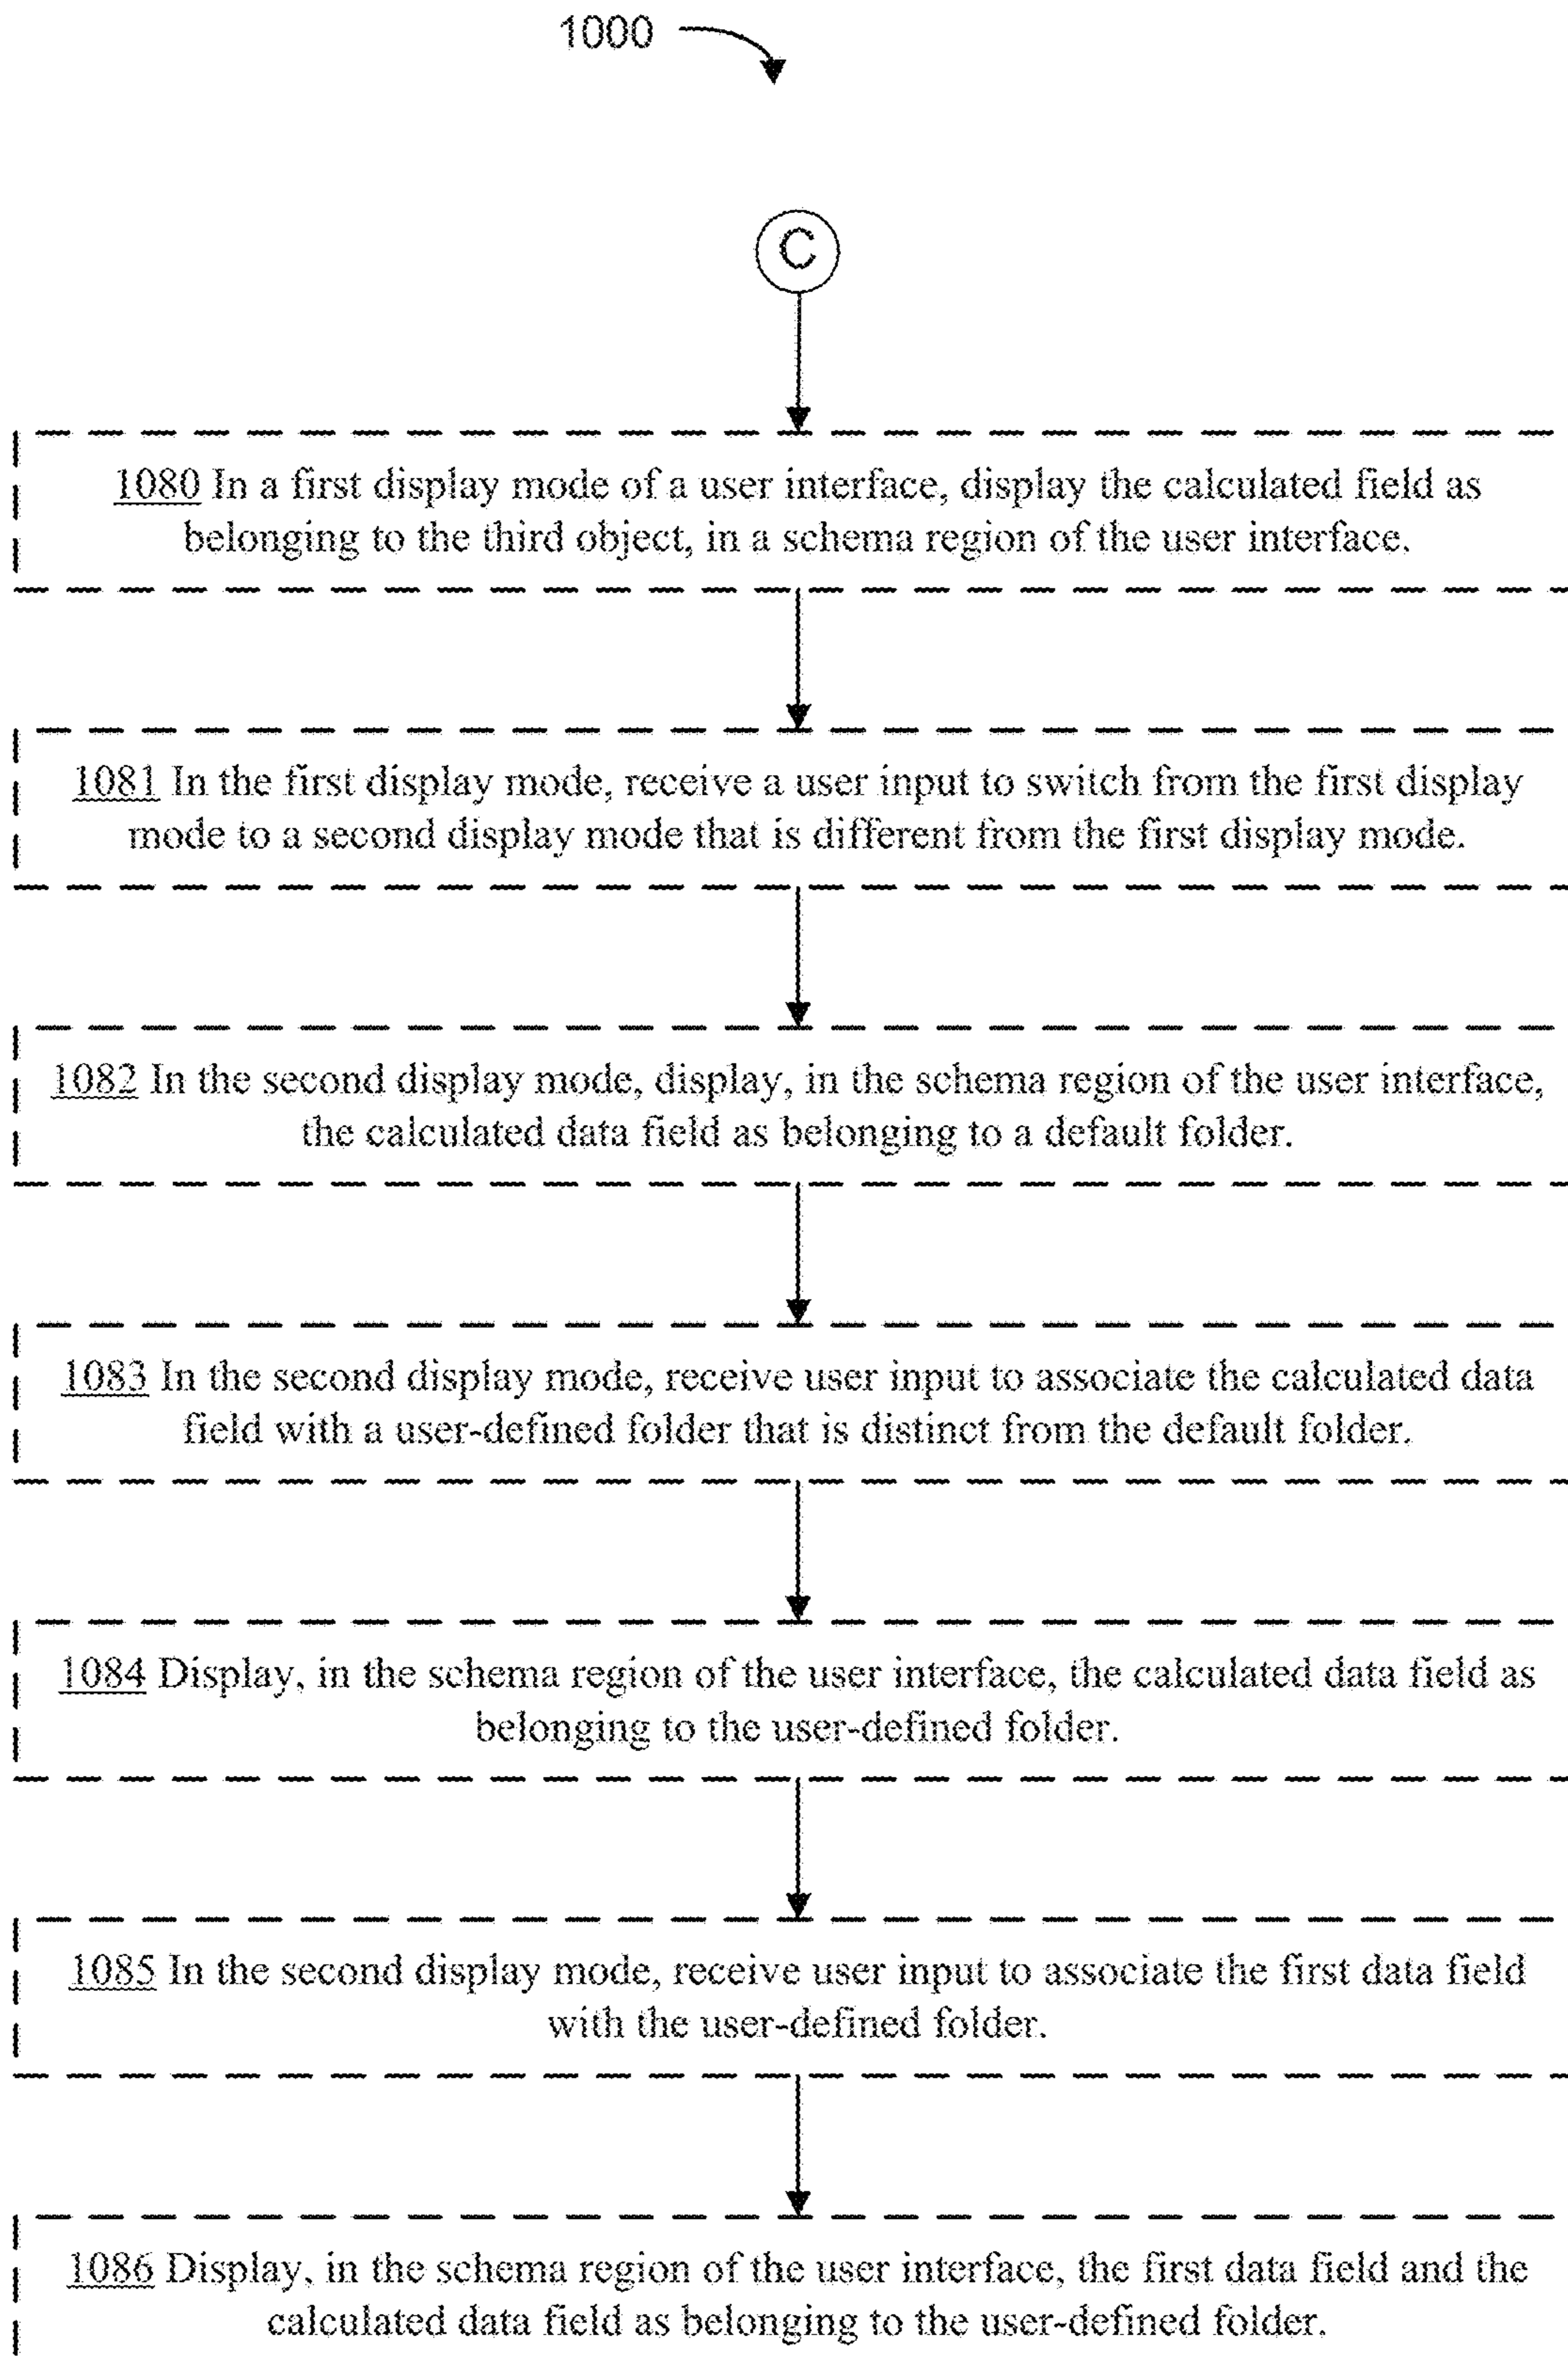 1000
C
1080 In a first display mode of a user interface, display the calculated field as
belonging to the third object, in a schema region of the user interface.
1081 In the first display mode, receive a user input to switch from the first display
mode to a second display mode that is different from the first display mode.
1082 In the second display mode, display, in the schema region of the user interface,
the calculated data field as belonging to a default folder.
1083 In the second display mode, receive user input to associate the calculated data
field with a user-defined folder that is distinct from the default folder.
1084 Display, in the schema region of the user interface, the calculated data field as
belonging to the user-defined folder.
1085 In the second display mode, receive user input to associate the first data field
with the user-defined folder.
1086 Display, in the schema region of the user interface, the first data field and the
calculated data field as belonging to the user-defined folder.